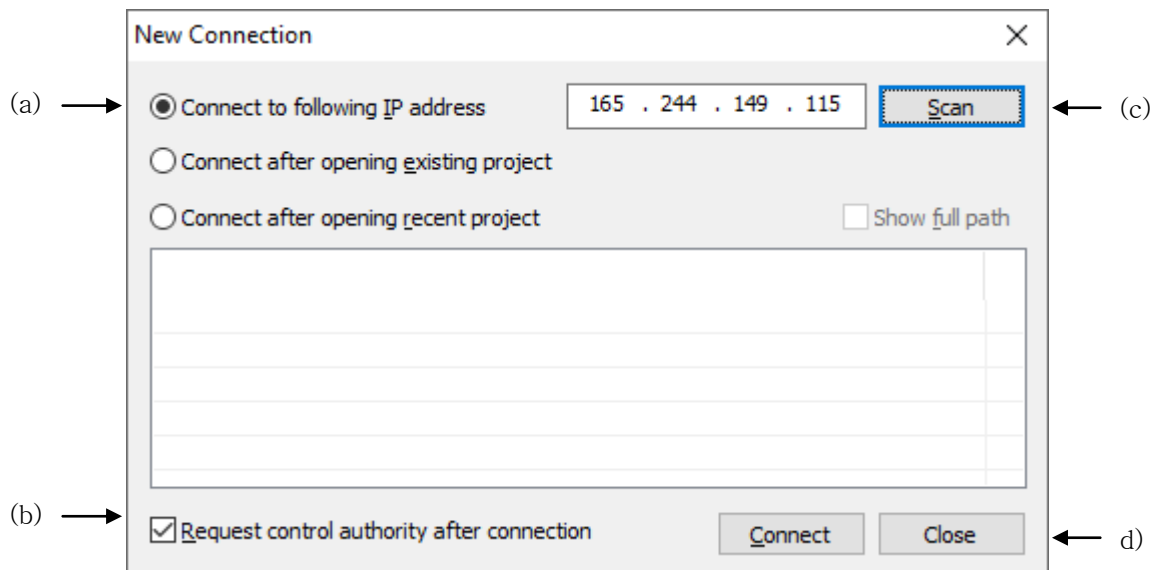 New Connection
(a)
Connect to following IP address
165 . 244 . 149 . 115
Scan
(c)
Connect after opening existing project
Connect after opening recent project
Show full path
(b)
Request control authority after connection
Connect
Close
d)